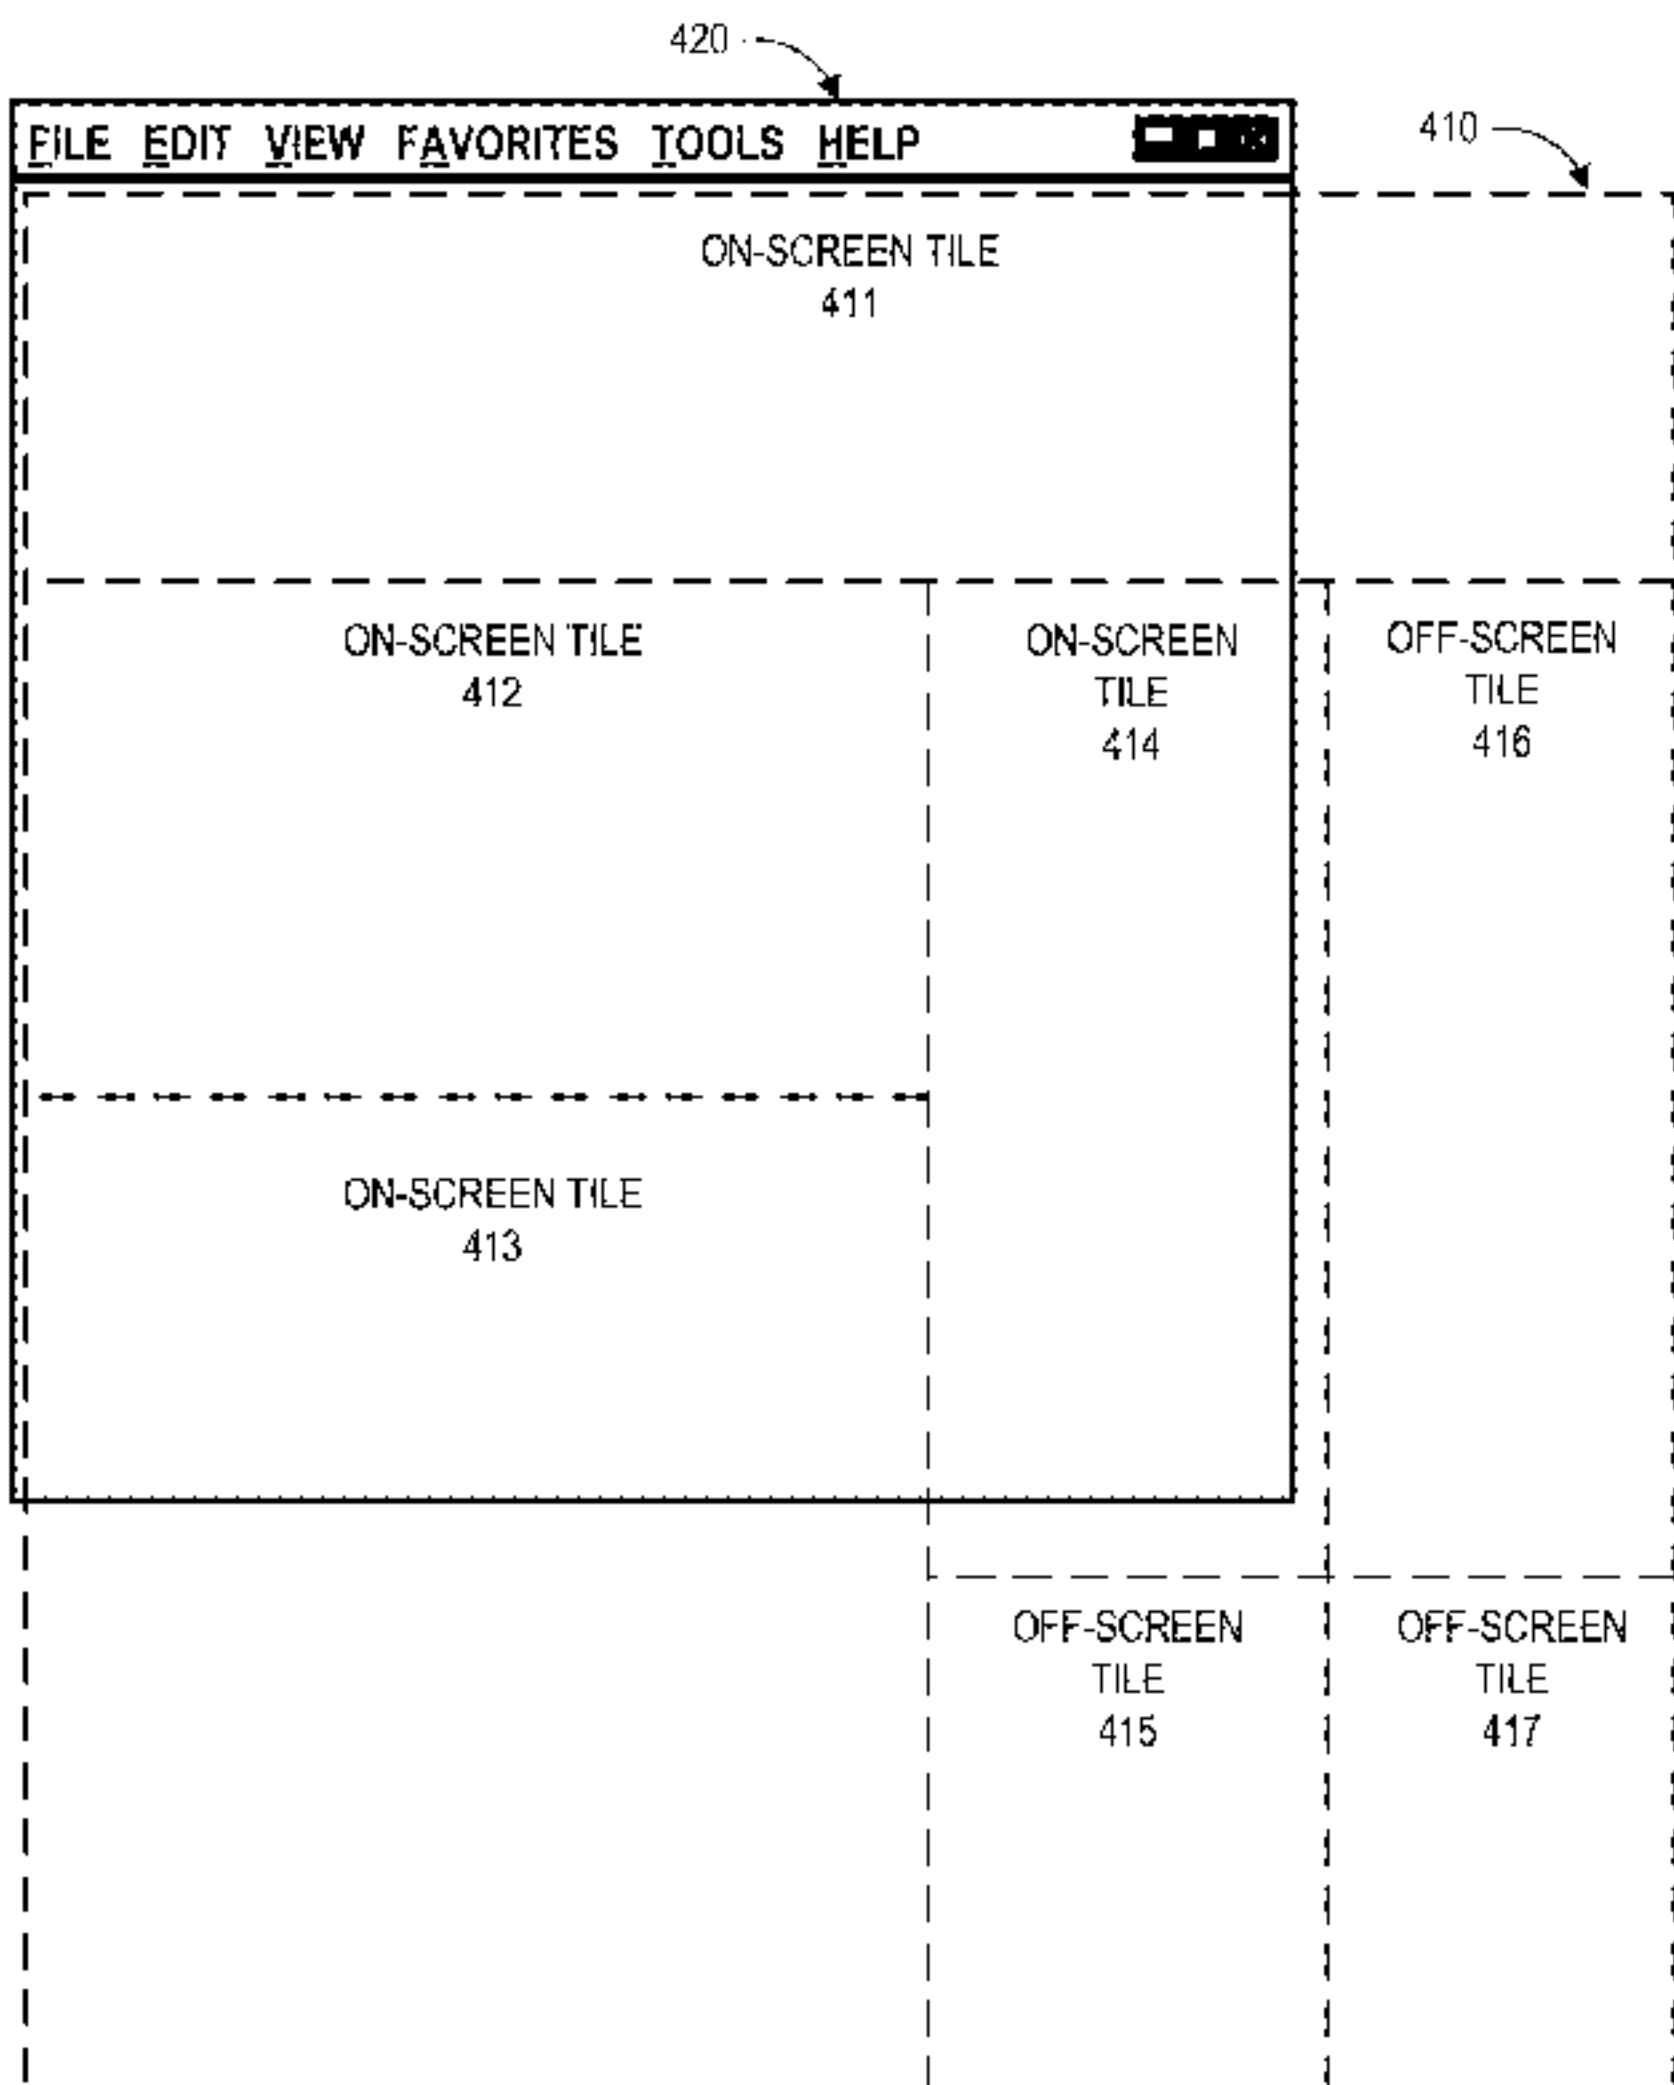 420
410
FILE EDIT VIEW FAVORITES TOOLS HELP
ON-SCREEN TILE
411
ON-SCREEN TILE
412
ON-SCREEN
TILE
414
OFF-SCREEN
TILE
416
ON-SCREEN TILE
413
OFF-SCREEN
TILE
415
OFF-SCREEN
TILE
417